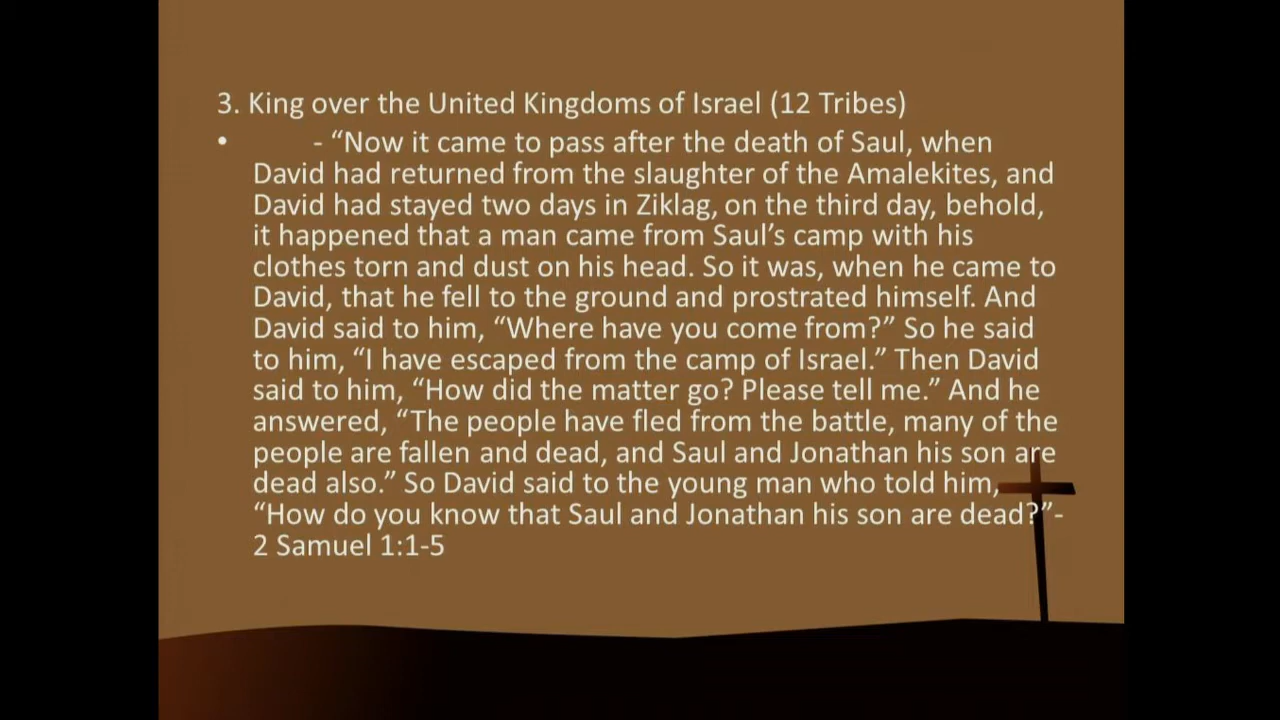 3. King over the United Kingdoms of Israel (12 Tribes)
• - “Now it came to pass after the death of Saul, when
David had returned from the slaughter of the Amalekites, and
David had stayed two days in Ziklag, on the third day, behold,
it happened that a man came from Saul’s camp with his
clothes torn and dust on his head. So it was, when he came to
David, that he fell to the ground and prostrated himself. And
David said to him, “Where have you come from?” So he said
to him, “I have escaped from the camp of Israel.” Then David
said to him, “How did the matter go? Please tell me.” And he
answered, “The people have fled from the battle, many of the
people are fallen and dead, and Saul and Jonathan his son are
dead also.” So David said to the young man who told him,
“How do you know that Saul and Jonathan his son are dead?”-
2 Samuel 1:1-5